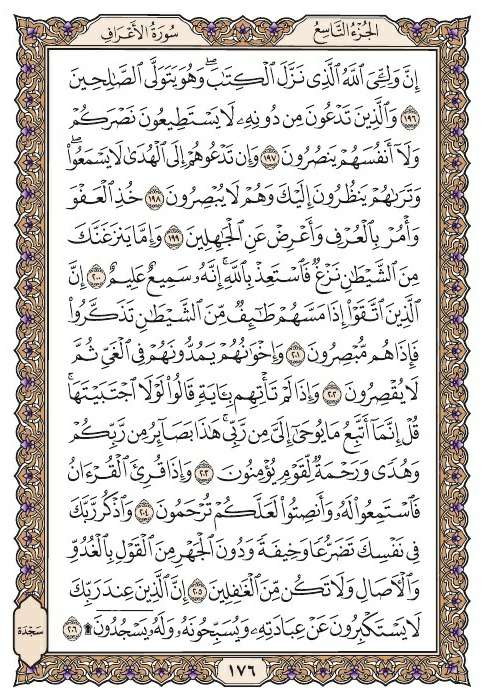 الجزء التاسع
سورة الأعراف
إِنَّ وَلِـِّۧىَ ٱللَّهُ ٱلَّذِى نَزَّلَ ٱلْكِتَٰبَ ۖ وَهُوَ يَتَوَلَّى ٱلصَّٰلِحِينَ
١٩٦ وَٱلَّذِينَ تَدْعُونَ مِن دُونِهِۦ لَا يَسْتَطِيعُونَ نَصْرَكُمْ
وَلَآ أَنفُسَهُمْ يَنصُرُونَ ١٩٧ وَإِن تَدْعُوهُمْ إِلَى ٱلْهُدَىٰ لَا يَسْمَعُوا۟ ۖ
وَتَرَىٰهُمْ يَنظُرُونَ إِلَيْكَ وَهُمْ لَا يُبْصِرُونَ ١٩٨ خُذِ ٱلْعَفْوَ
وَأْمُرْ بِٱلْعُرْفِ وَأَعْرِضْ عَنِ ٱلْجَٰهِلِينَ ١٩٩ وَإِمَّا يَنزَغَنَّكَ
مِنَ ٱلشَّيْطَٰنِ نَزْغٌ فَٱسْتَعِذْ بِٱللَّهِ ۚ إِنَّهُۥ سَمِيعٌ عَلِيمٌ ٢٠٠ إِنَّ
ٱلَّذِينَ ٱتَّقَوْا۟ إِذَا مَسَّهُمْ طَٰٓئِفٌ مِّنَ ٱلشَّيْطَٰنِ تَذَكَّرُوا۟
فَإِذَا هُم مُّبْصِرُونَ ٢٠١ وَإِخْوَٰنُهُمْ يَمُدُّونَهُمْ فِى ٱلْغَىِّ ثُمَّ
لَا يُقْصِرُونَ ٢٠٢ وَإِذَا لَمْ تَأْتِهِم بِـَٔايَةٍ قَالُوا۟ لَوْلَا ٱجْتَبَيْتَهَا ۚ
قُلْ إِنَّمَآ أَتَّبِعُ مَا يُوحَىٰٓ إِلَىَّ مِن رَّبِّى ۚ هَٰذَا بَصَآئِرُ مِن رَّبِّكُمْ
وَهُدًى وَرَحْمَةٌ لِّقَوْمٍ يُؤْمِنُونَ ٢٠٣ وَإِذَا قُرِئَ ٱلْقُرْءَانُ
فَٱسْتَمِعُوا۟ لَهُۥ وَأَنصِتُوا۟ لَعَلَّكُمْ تُرْحَمُونَ ٢٠٤ وَٱذْكُر رَّبَّكَ
فِى نَفْسِكَ تَضَرُّعًا وَخِيفَةً وَدُونَ ٱلْجَهْرِ مِنَ ٱلْقَوْلِ بِٱلْغُدُوِّ
وَٱلْـَٔاصَالِ وَلَا تَكُن مِّنَ ٱلْغَٰفِلِينَ ٢٠٥ إِنَّ ٱلَّذِينَ عِندَ رَبِّكَ
لَا يَسْتَكْبِرُونَ عَنْ عِبَادَتِهِۦ وَيُسَبِّحُونَهُۥ وَلَهُۥ يَسْجُدُونَ ۩ ٢٠٦
سجدة
١٧٦